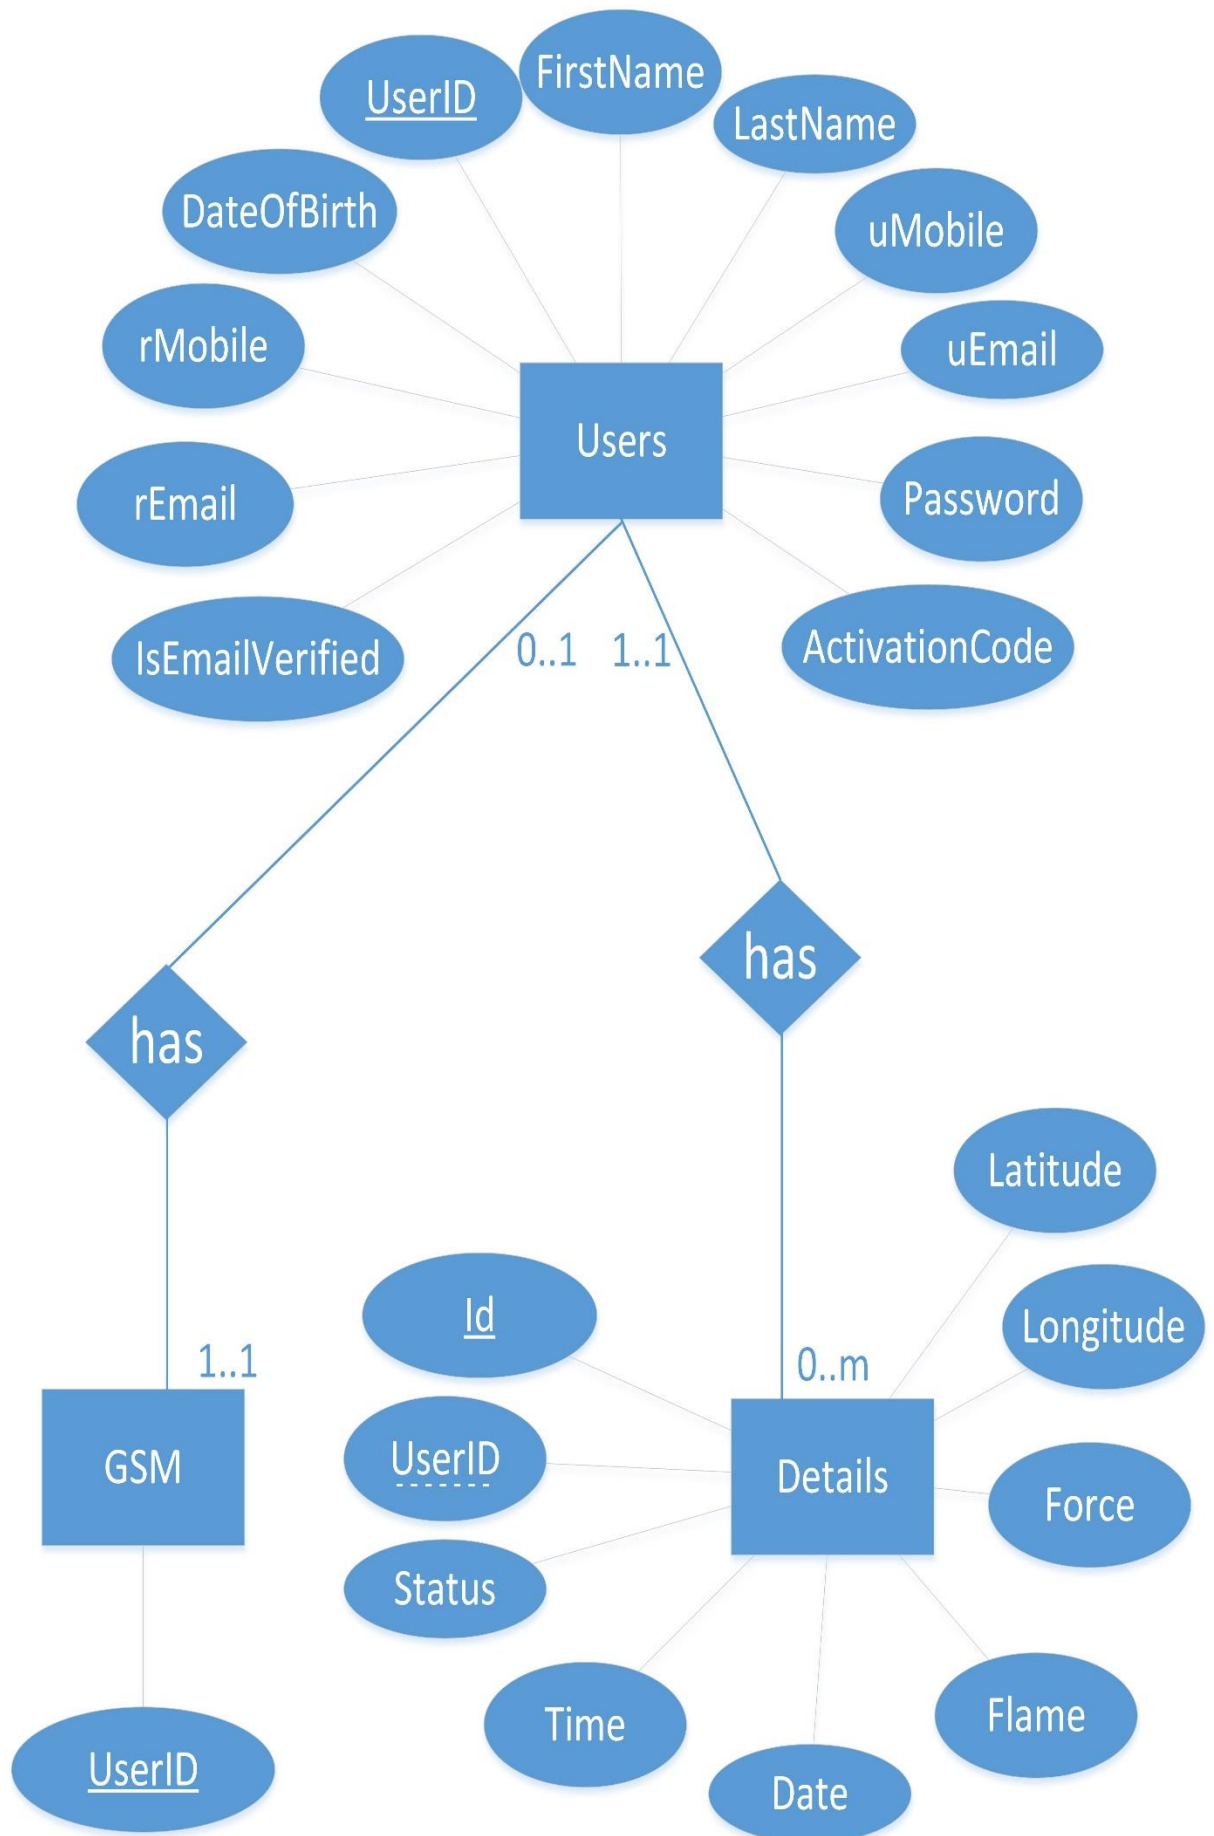 FirstName
UserID
LastName
DateOfBirth
uMobile
rMobile
uEmail
Users
rEmail
Password
IsEmailVerified
0..1
1..1
ActivationCode
has
has
Latitude
Id
Longitude
1..1
0..m
GSM
UserID
Details
Force
Status
Time
Flame
UserID
Date